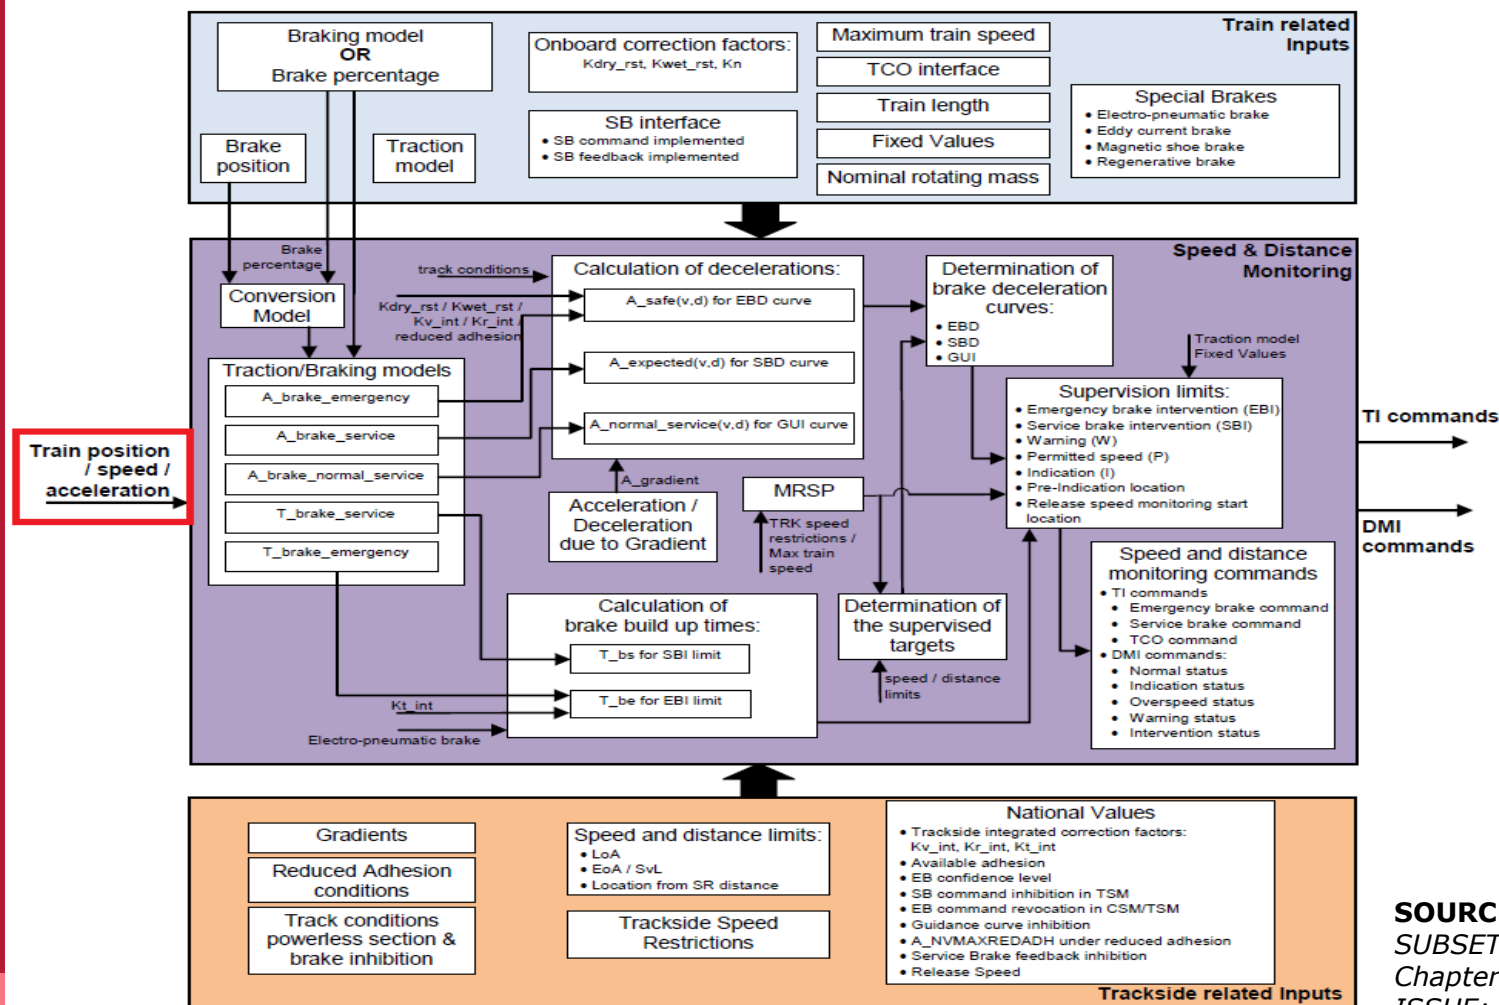 Train related
Inputs
Braking model
OR
Brake percentage
Onboard correction factors:
Kdry_rst, Kwet_rst, Kn
Maximum train speed
TCO interface
Train length
Fixed Values
Nominal rotating mass
Special Brakes
• Electro-pneumatic brake
• Eddy current brake
• Magnetic shoe brake
• Regenerative brake
SB interface
• SB command implemented
• SB feedback implemented
Brake
position
Traction
model
Speed & Distance
Monitoring
Brake
percentage
Conversion
Model
track conditions
Kdry_rst / Kwet_rst /
Kv_int / Kr_int /
reduced adhesion
Calculation of decelerations:
A_safe(v,d) for EBD curve
A_expected(v,d) for SBD curve
A_normal_service(v,d) for GUI curve
Determination of
brake deceleration
curves:
• EBD
• SBD
• GUI
Traction model
Fixed Values
Traction/Braking models
A_brake_emergency
A_brake_service
A_brake_normal_service
T_brake_service
T_brake_emergency
Train position
/ speed /
acceleration
Supervision limits:
• Emergency brake intervention (EBI)
• Service brake intervention (SBI)
• Warning (W)
• Permitted speed (P)
• Indication (I)
• Pre-Indication location
• Release speed monitoring start
location
TI commands
DMI
commands
A_gradient
Acceleration /
Deceleration
due to Gradient
MRSP
TRK speed
restrictions /
Max train
speed
Speed and distance
monitoring commands
• TI commands
• Emergency brake command
• Service brake command
• TCO command
• DMI commands:
• Normal status
• Indication status
• Overspeed status
• Warning status
• Intervention status
Calculation of
brake build up times:
T_bs for SBI limit
T_be for EBI limit
Kt_int
Electro-pneumatic brake
Determination of
the supervised
targets
speed / distance
limits
Gradients
Reduced Adhesion
conditions
Track conditions
powerless section &
brake inhibition
Speed and distance limits:
• LoA
• EoA / SvL
• Location from SR distance
Trackside Speed
Restrictions
National Values
• Trackside integrated correction factors:
Kv_int, Kr_int, Kt_int
• Available adhesion
• EB confidence level
• SB command inhibition in TSM
• EB command revocation in CSM/TSM
• Guidance curve inhibition
• A_NVMAXREDADH under reduced adhesion
• Service Brake feedback inhibition
• Release Speed
Trackside related Inputs
SOURC
SUBSET
Chapter
ISSUE: